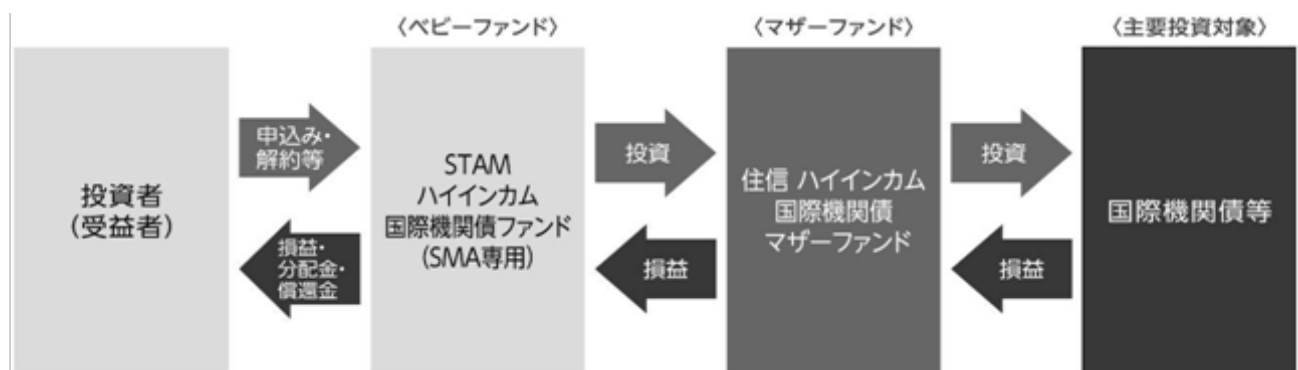 〈ベビーファンド〉
〈マザーファンド〉
〈主要投資対象〉
投資者
(受益者)
申込み・
解約等
損益・
分配金・
償還金
STAM
ハイインカム
国際機関債ファンド
(SMA専用)
投資
損益
住信 ハイインカム
国際機関債
マザーファンド
投資
損益
国際機関債等